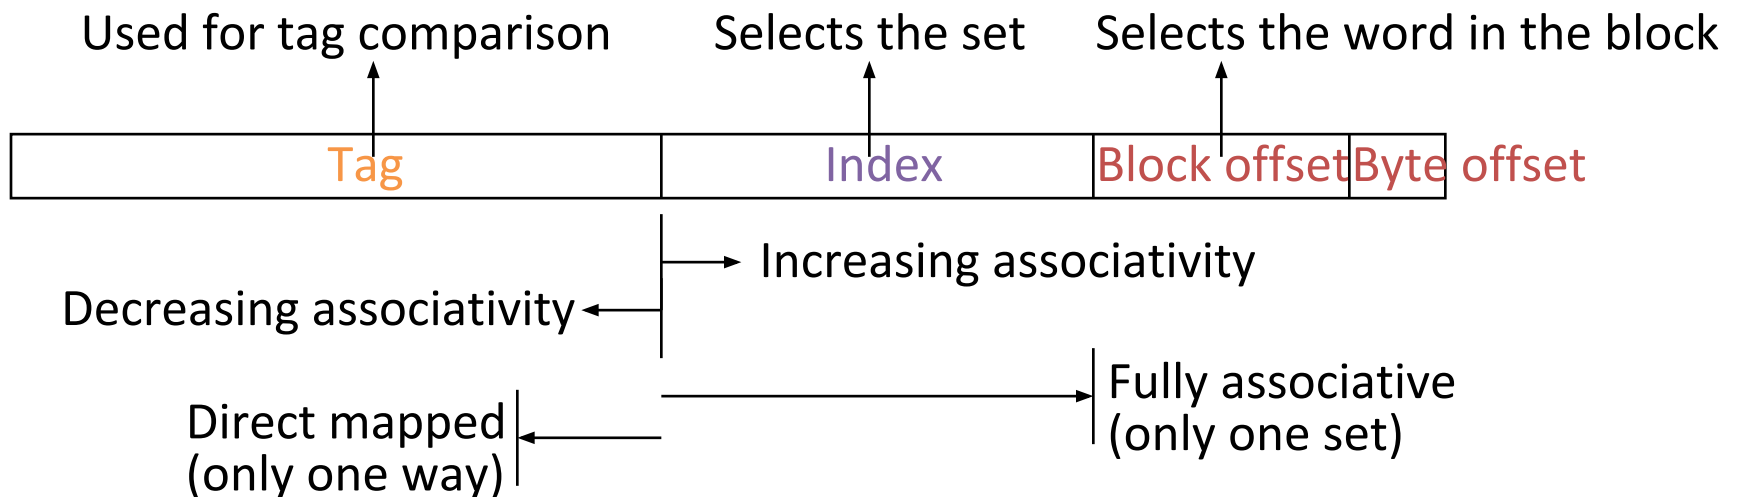 Used for tag comparison
Selects the set
Selects the word in the block
Tag
Index
Block offset
Byte offset
Increasing associativity
Decreasing associativity
Fully associative
(only one set)
Direct mapped
(only one way)